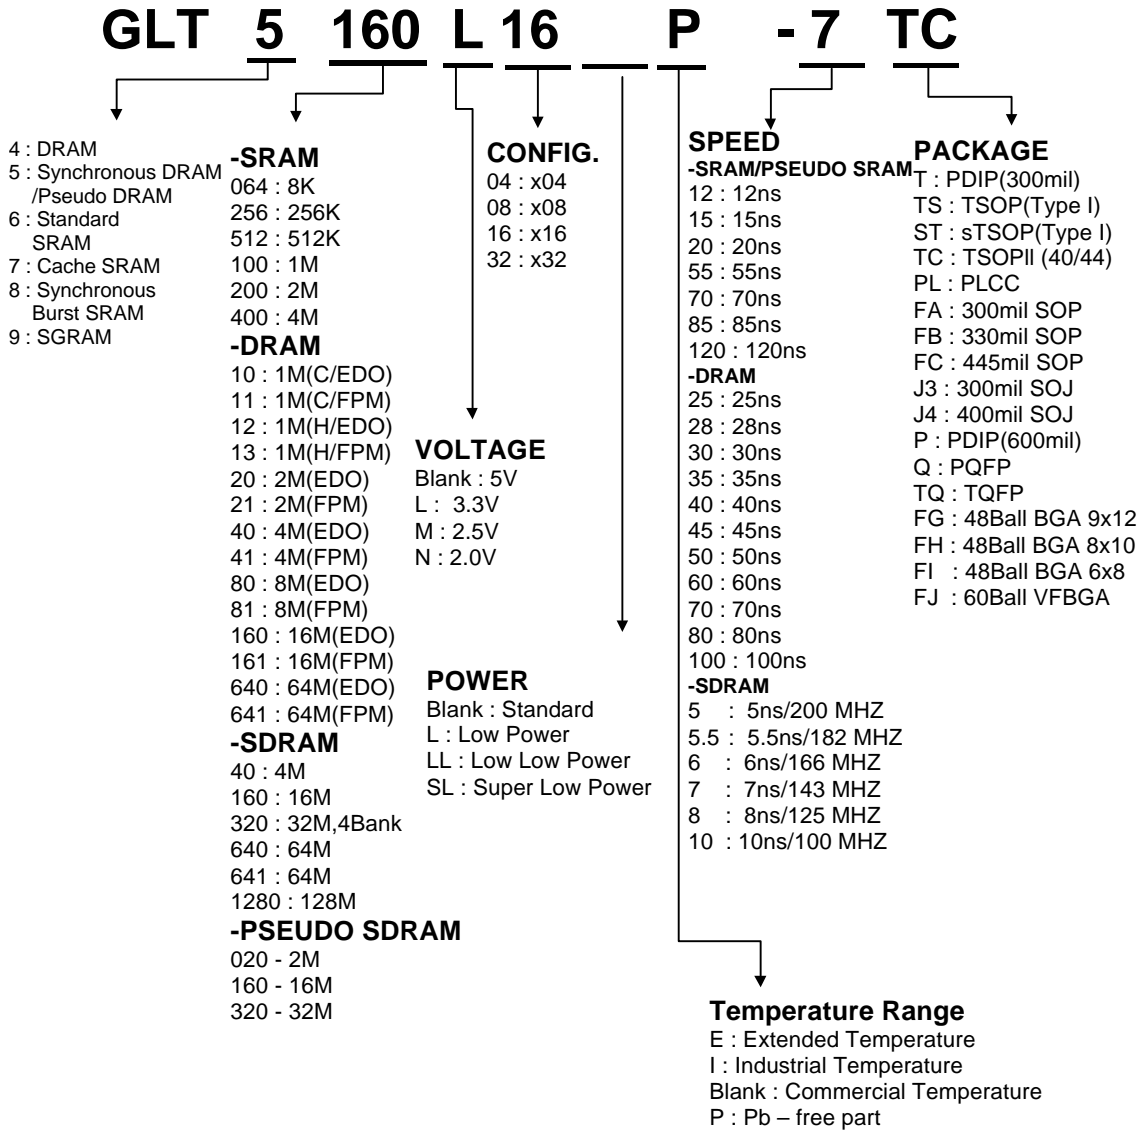 GLT 5 160 L 16 P - 7 TC
4 : DRAM
5 : Synchronous DRAM
/Pseudo DRAM
6 : Standard
SRAM
7 : Cache SRAM
8 : Synchronous
Burst SRAM
9 : SGRAM
-SRAM
064 : 8K
256 : 256K
512 : 512K
100 : 1M
200 : 2M
400 : 4M
-DRAM
10 : 1M(C/EDO)
11 : 1M(C/FPM)
12 : 1M(H/EDO)
13 : 1M(H/FPM)
20 : 2M(EDO)
21 : 2M(FPM)
40 : 4M(EDO)
41 : 4M(FPM)
80 : 8M(EDO)
81 : 8M(FPM)
160 : 16M(EDO)
161 : 16M(FPM)
640 : 64M(EDO)
641 : 64M(FPM)
-SDRAM
40 : 4M
160 : 16M
320 : 32M,4Bank
640 : 64M
641 : 64M
1280 : 128M
-PSEUDO SDRAM
020 - 2M
160 - 16M
320 - 32M
VOLTAGE
Blank : 5V
L : 3.3V
M : 2.5V
N : 2.0V
CONFIG.
04 : x04
08 : x08
16 : x16
32 : x32
POWER
Blank : Standard
L : Low Power
LL : Low Low Power
SL : Super Low Power
SPEED
-SRAM/PSEUDO SRAM
12 : 12ns
15 : 15ns
20 : 20ns
55 : 55ns
70 : 70ns
85 : 85ns
120 : 120ns
-DRAM
25 : 25ns
28 : 28ns
30 : 30ns
35 : 35ns
40 : 40ns
45 : 45ns
50 : 50ns
60 : 60ns
70 : 70ns
80 : 80ns
100 : 100ns
-SDRAM
5 : 5ns/200 MHZ
5.5 : 5.5ns/182 MHZ
6 : 6ns/166 MHZ
7 : 7ns/143 MHZ
8 : 8ns/125 MHZ
10 : 10ns/100 MHZ
PACKAGE
T : PDIP(300mil)
TS : TSOP(Type I)
ST : sTSOP(Type I)
TC : TSOPll (40/44)
PL : PLCC
FA : 300mil SOP
FB : 330mil SOP
FC : 445mil SOP
J3 : 300mil SOJ
J4 : 400mil SOJ
P : PDIP(600mil)
Q : PQFP
TQ : TQFP
FG : 48Ball BGA 9x12
FH : 48Ball BGA 8x10
FI : 48Ball BGA 6x8
FJ : 60Ball VFBGA
Temperature Range
E : Extended Temperature
I : Industrial Temperature
Blank : Commercial Temperature
P : Pb – free part